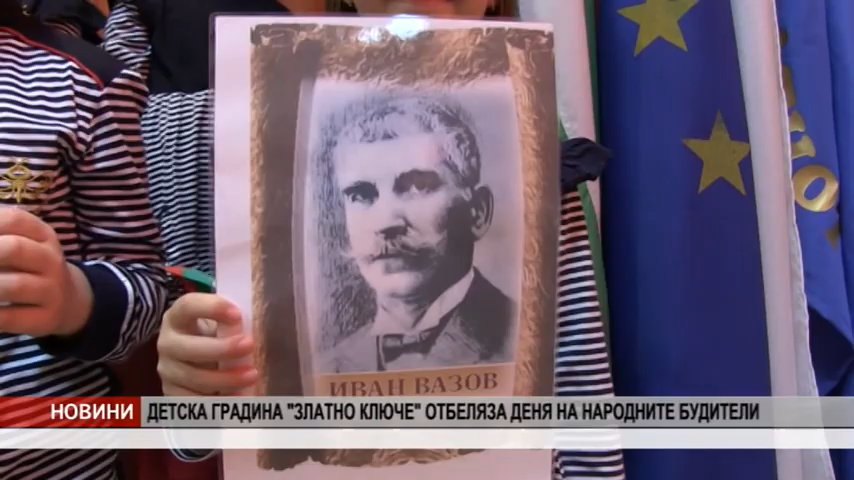 ИВАН ВАЗОВ
НОВИНИ ДЕТСКА ГРАДИНА "ЗЛАТНО КЛЮЧЕ" ОТБЕЛЯЗА ДЕНЯ НА НАРОДНИТЕ БУДИТЕЛИ